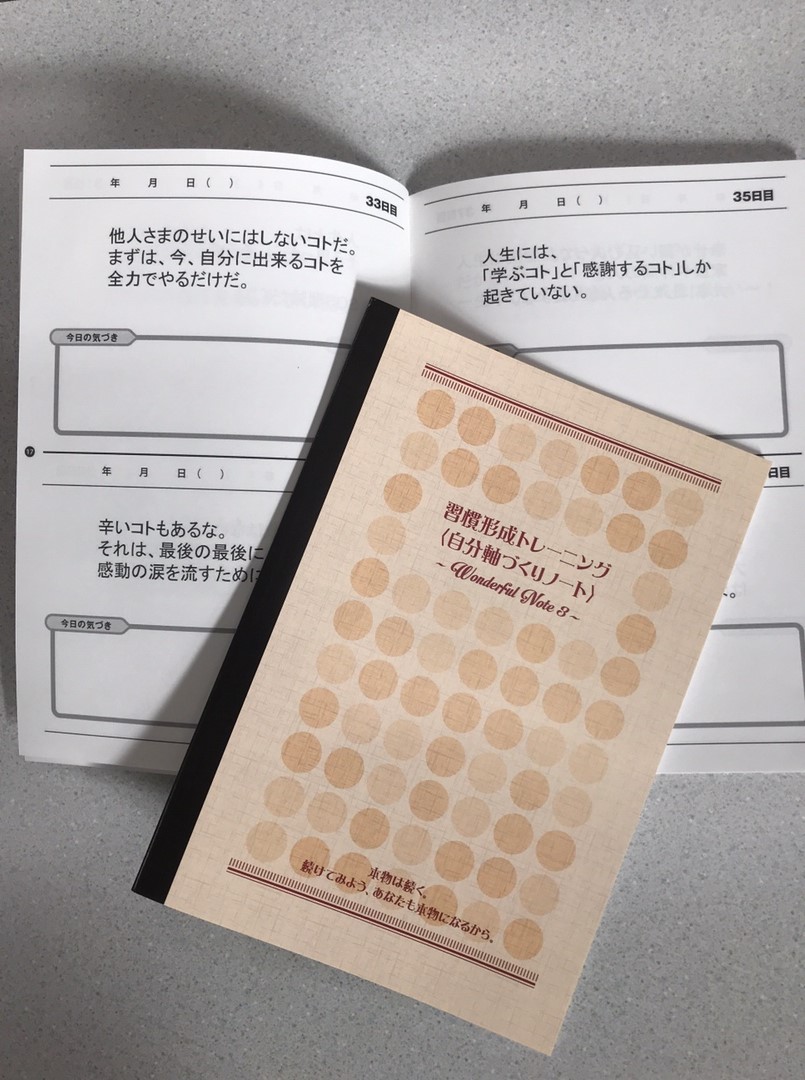 年 月 日( )
33日目
他人さまのせいにはしないコトだ。
まずは、今、自分に出来るコトを
全力でやるだけだ。
今日の気づき
17
年 月 日( )
辛いコトもあるな。
それは、最後の最後に
感動の涙を流すために
今日の気づき
年 月 日( )
35日目
人生には、
「学ぶコト」と「感謝するコト」しか
起きていない。
日目
。
習慣形成トレーニング
〈自分軸づくりノート〉
~ Wonderful Note 3 ~
本物は続く。
続けてみよう、あなたも本物になるから。